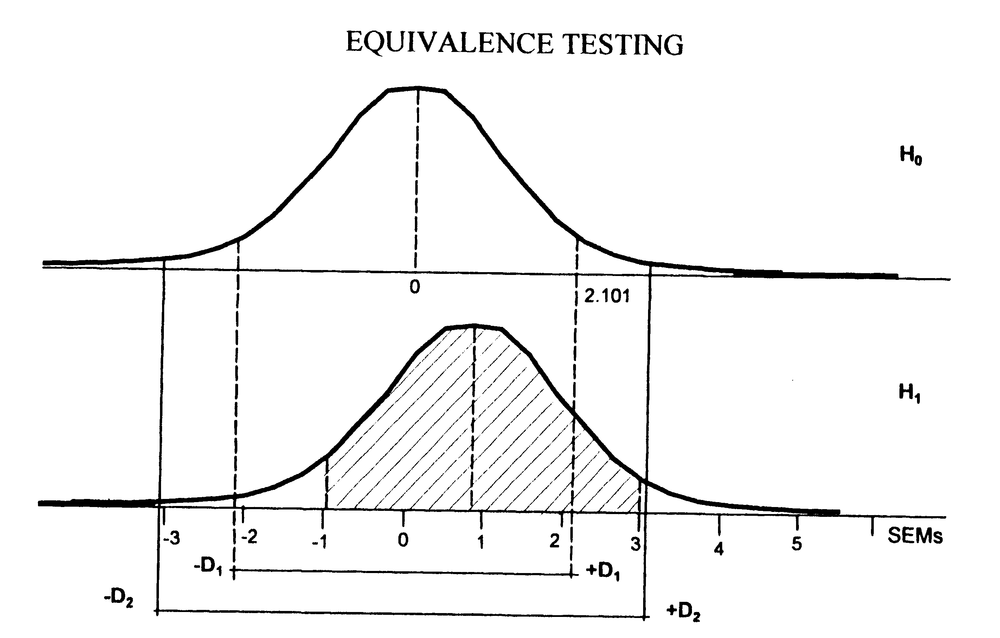 EQUIVALENCE TESTING
H₀
0
2.101
H₁
-3 -2 -1 0 1 2 3 4 5 SEMs
-D₁ +D₁
-D₂ +D₂